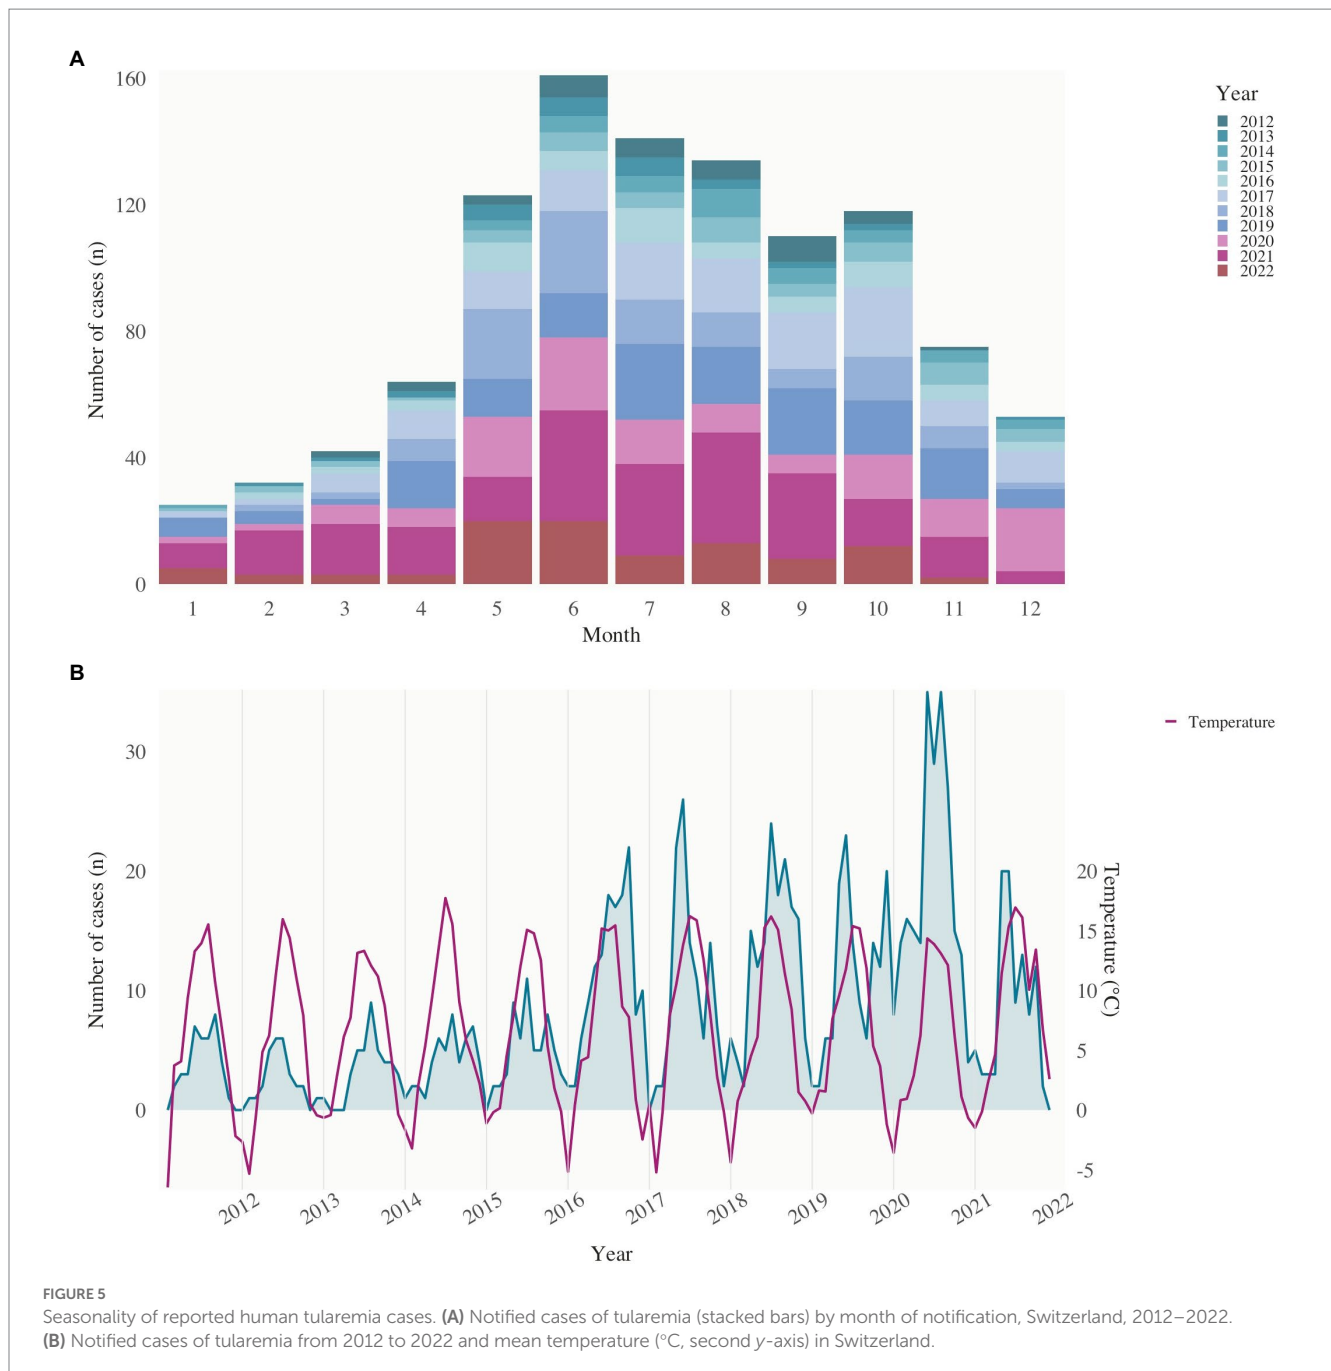 A
160
120
80
40
0
Number of cases (n)
1 2 3 4 5 6 7 8 9 10 11 12
Month
Year
2012
2013
2014
2015
2016
2017
2018
2019
2020
2021
2022
B
30
20
10
0
Number of cases (n)
20
15
10
5
0
-5
Temperature (°C)
Temperature
2012 2013 2014 2015 2016 2017 2018 2019 2020 2021 2022
Year
FIGURE 5
Seasonality of reported human tularemia cases. (A) Notified cases of tularemia (stacked bars) by month of notification, Switzerland, 2012–2022.
(B) Notified cases of tularemia from 2012 to 2022 and mean temperature (°C, second y-axis) in Switzerland.